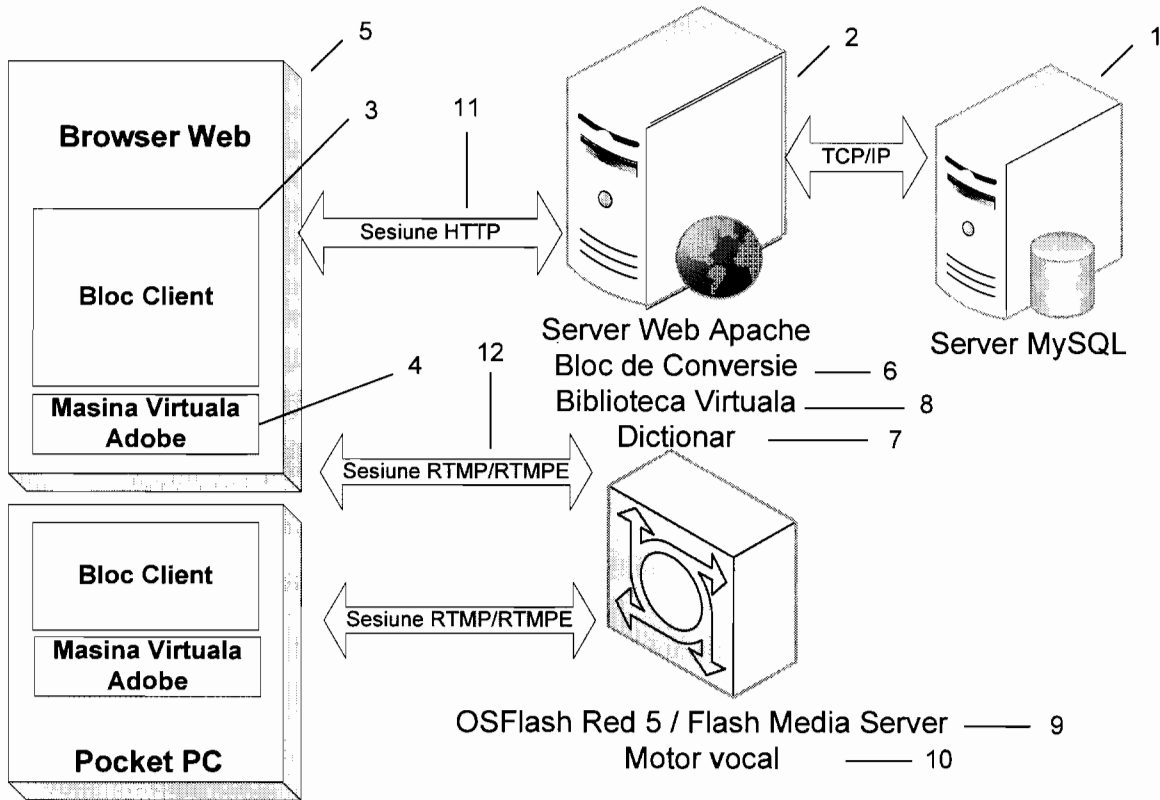 5
2
1
Browser Web
3
11
TCP/IP
Sesiune HTTP
Bloc Client
Server Web Apache
Server MySQL
12
4
Bloc de Conversie
6
Masina Virtuala
Adobe
Biblioteca Virtuala
8
Dictionar
7
Sesiune RTMP/RTMPE
Bloc Client
Sesiune RTMP/RTMPE
Masina Virtuala
Adobe
OSFlash Red 5 / Flash Media Server
9
Pocket PC
Motor vocal
10